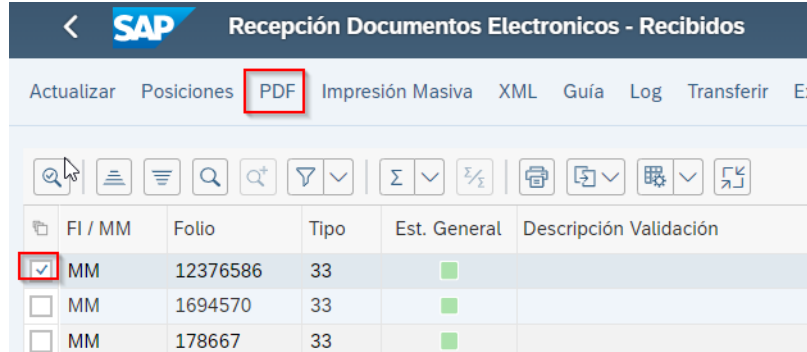 SAP Recepción Documentos Electronicos - Recibidos
Actualizar Posiciones PDF Impresión Masiva XML Guía Log Transferir
FI / MM Folio Tipo Est. General Descripción Validación
MM 12376586 33
MM 1694570 33
MM 178667 33